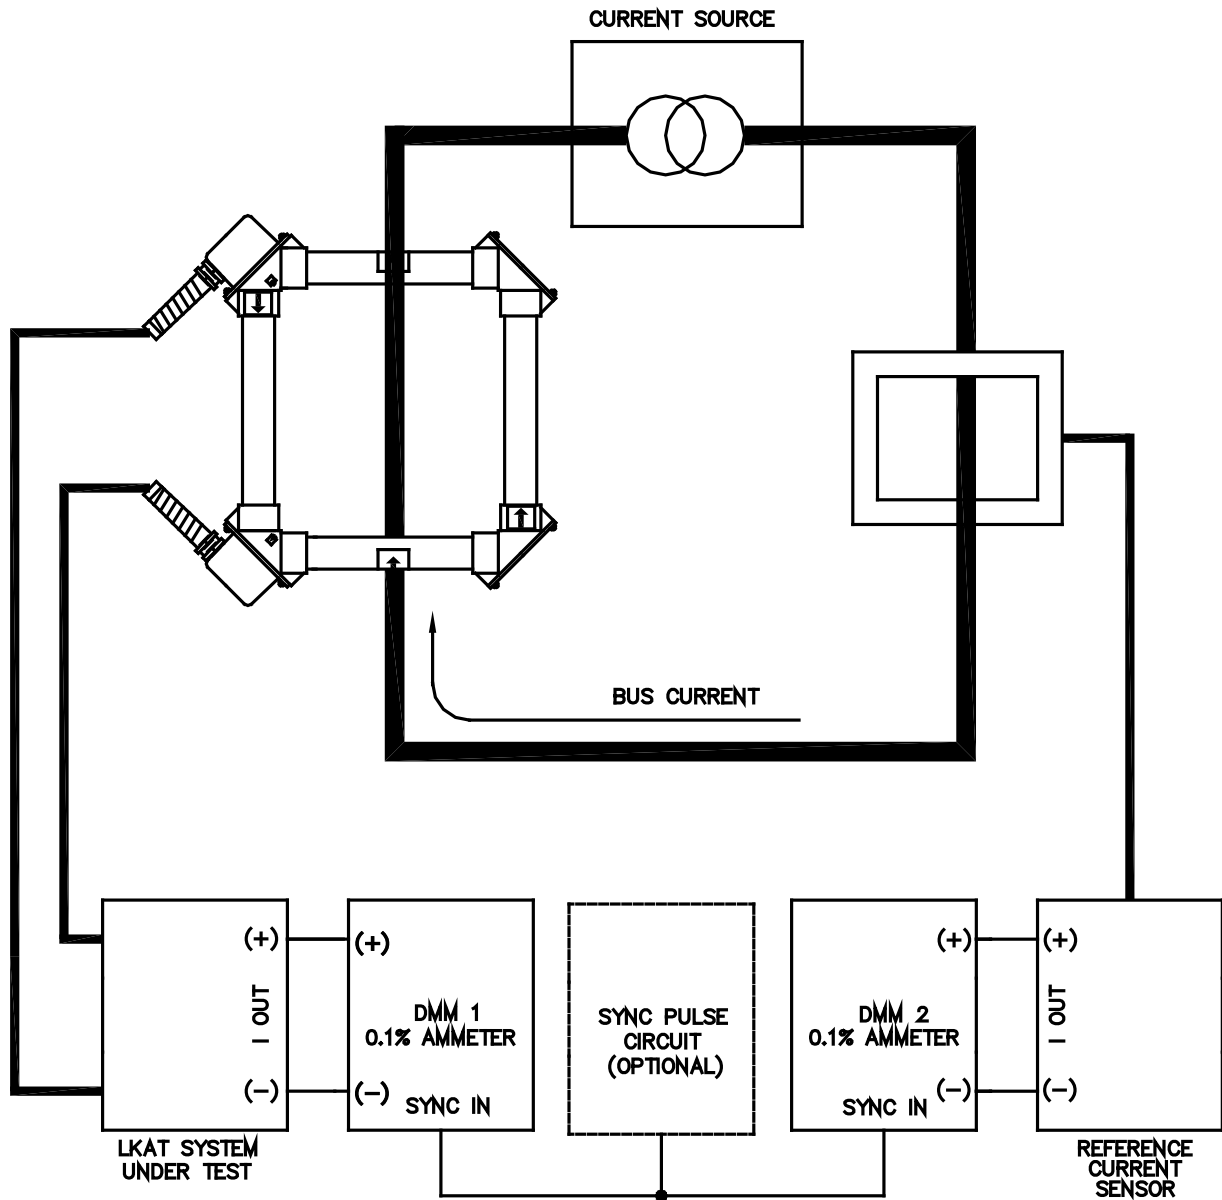 CURRENT SOURCE
BUS CURRENT
(+)
(+)
I OUT
DMM 1
0.1% AMMETER
(-)
(-)
SYNC IN
LKAT SYSTEM
UNDER TEST
SYNC PULSE
CIRCUIT
(OPTIONAL)
(+)
(+)
DMM 2
0.1% AMMETER
I OUT
(-)
(-)
SYNC IN
REFERENCE
CURRENT
SENSOR